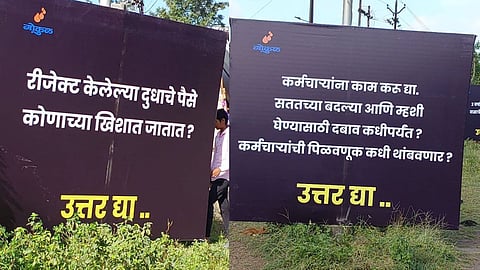 गोकुळ
रीजेक्ट केलेल्या दुधाचे पैसे
कोणाच्या खिशात जातात ?
उत्तर द्या ..
गोकुळ
कर्मचाऱ्यांना काम करू द्या.
सततच्या बदल्या आणि म्हशी
घेण्यासाठी दबाव कधीपर्यंत ?
कर्मचाऱ्यांची पिळवणूक कधी थांबवणार ?
उत्तर द्या ..